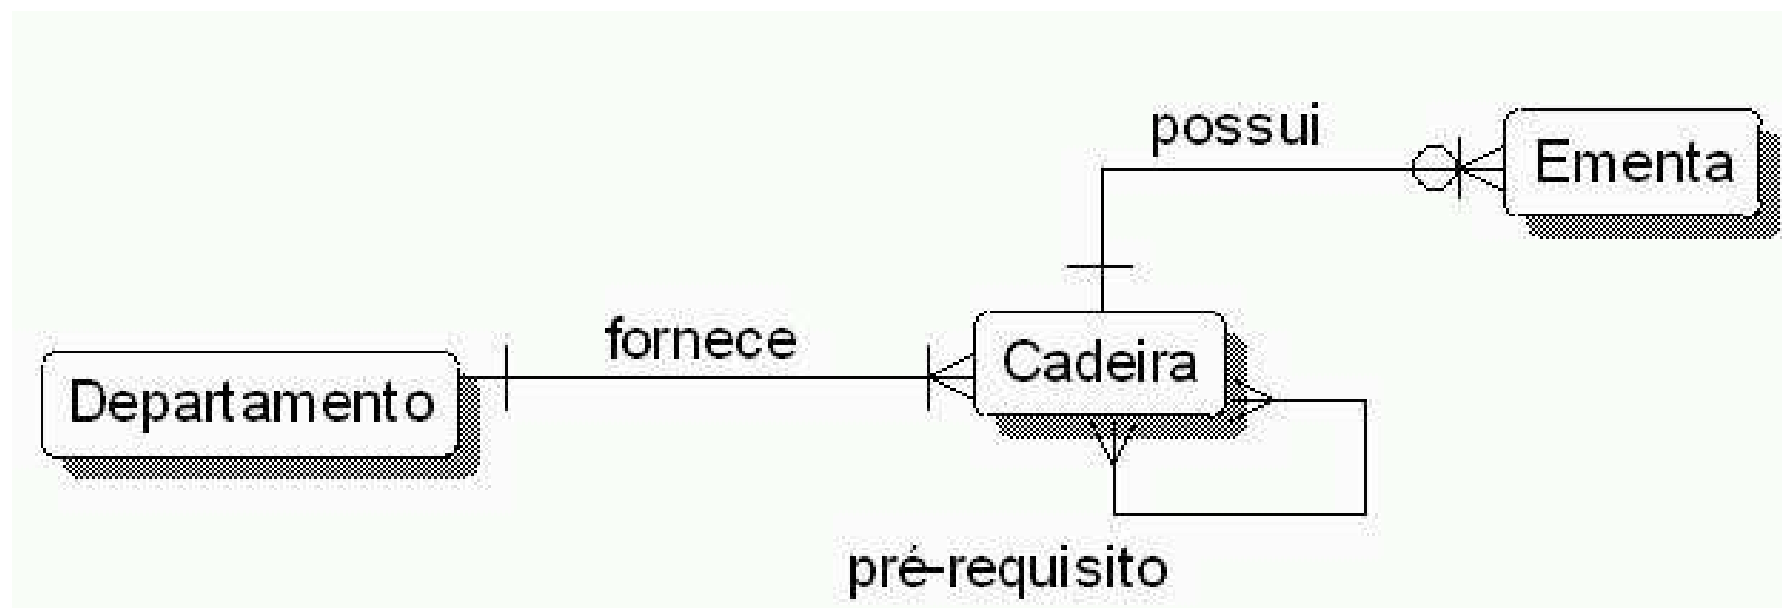 possui
Ementa
fornece
Cadeira
Departamento
pré-requisito